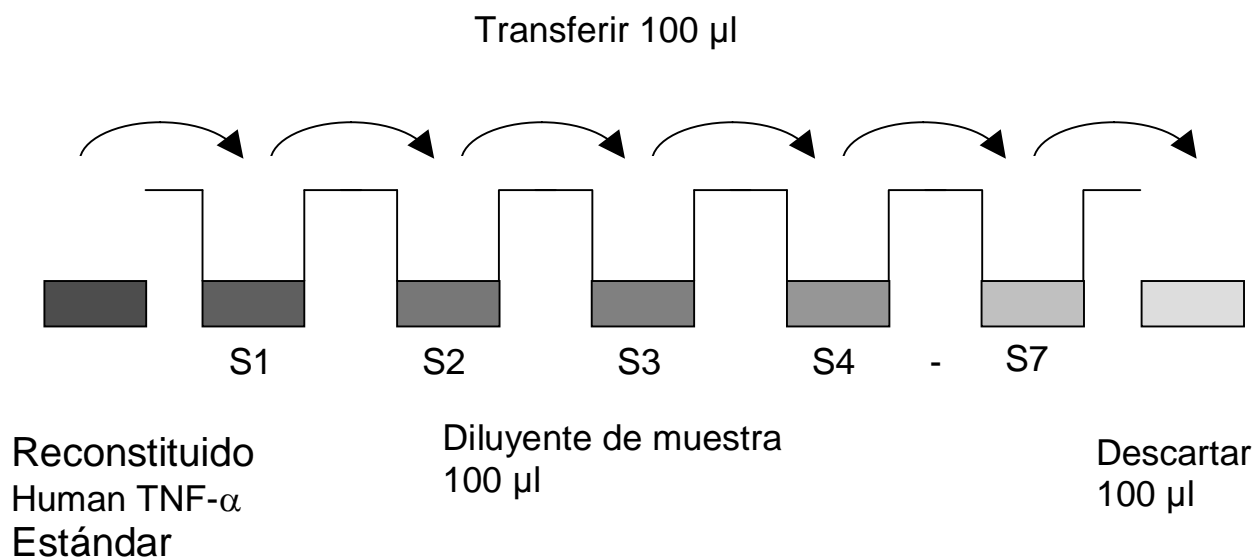 Transferir 100 µl
S1 S2 S3 S4 - S7
Reconstituido
Human TNF-α
Estándar
Diluyente de muestra
100 µl
Descartar
100 µl